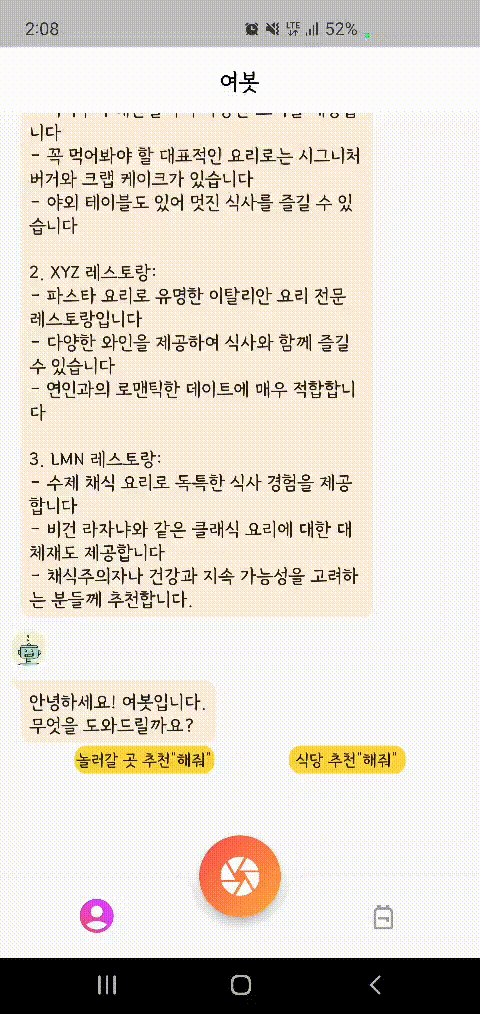 2:08
LTE
52%
여봇
니다
- 꼭 먹어봐야 할 대표적인 요리로는 시그니처
버거와 크랩 케이크가 있습니다
- 야외 테이블도 있어 멋진 식사를 즐길 수 있
습니다
2. XYZ 레스토랑:
- 파스타 요리로 유명한 이탈리안 요리 전문
레스토랑입니다
- 다양한 와인을 제공하여 식사와 함께 즐길
수 있습니다
- 연인과의 로맨틱한 데이트에 매우 적합합니
다
3. LMN 레스토랑:
- 수제 채식 요리로 독특한 식사 경험을 제공
합니다
- 비건 라자냐와 같은 클래식 요리에 대한 대
체재도 제공합니다
- 채식주의자나 건강과 지속 가능성을 고려하
는 분들께 추천합니다.
안녕하세요! 여봇입니다.
무엇을 도와드릴까요?
놀러갈 곳 추천"해줘"
식당 추천"해줘"